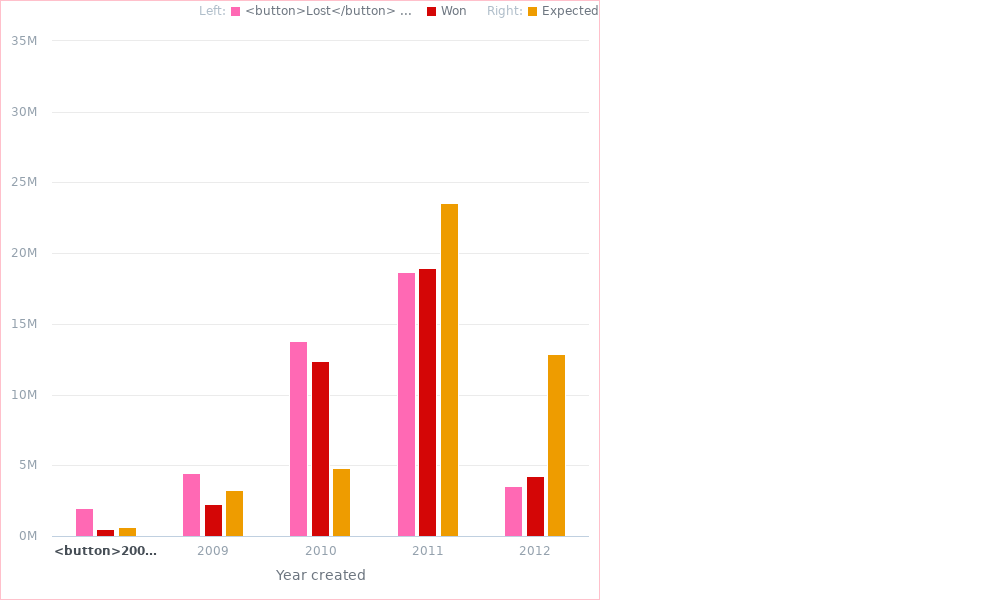 Left: <button>Lost</button> ... Won Right: Expected
35M
30M
25M
20M
15M
10M
5M
0M
<button>200... 2009 2010 2011 2012
Year created